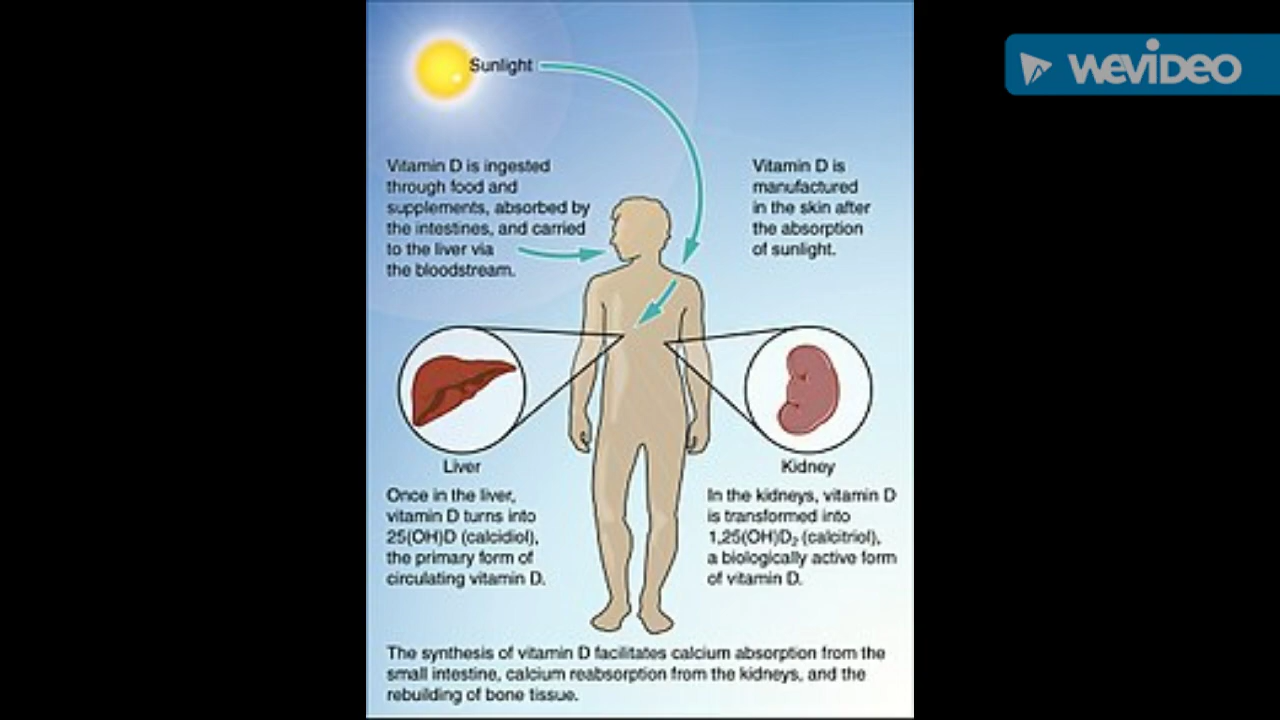 Sunlight
WEVIDEO
Vitamin D is ingested
through food and
supplements, absorbed by
the intestines, and carried
to the liver via
the bloodstream.
Vitamin D is
manufactured
in the skin after
the absorption
of sunlight.
Liver
Once in the liver,
vitamin D turns into
25(OH)D (calcidiol),
the primary form of
circulating vitamin D.
Kidney
In the kidneys, vitamin D
is transformed into
1,25(OH)D₂ (calcitriol),
a biologically active form
of vitamin D.
The synthesis of vitamin D facilitates calcium absorption from the
small intestine, calcium reabsorption from the kidneys, and the
rebuilding of bone tissue.